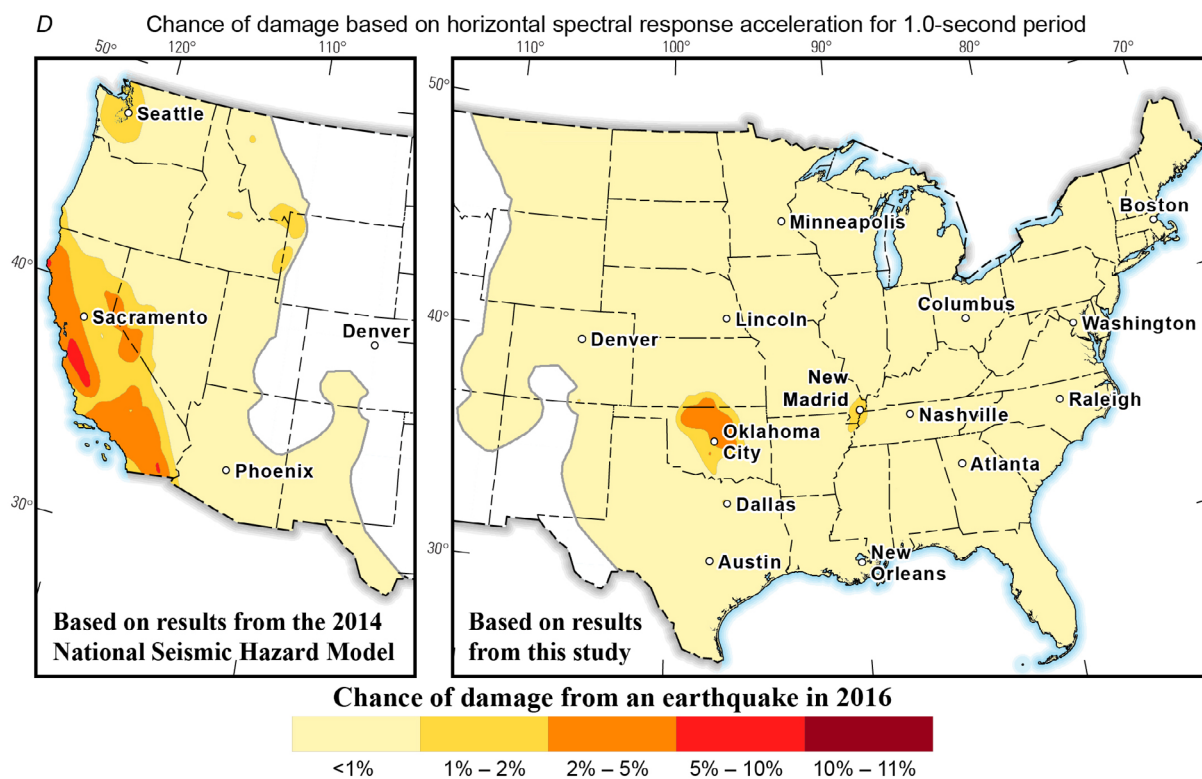 D Chance of damage based on horizontal spectral response acceleration for 1.0-second period
50° 120° 110°
110° 100° 90° 80° 70°
50°
40°
30°
40°
30°
Seattle
Sacramento
Denver
Phoenix
Based on results from the 2014
National Seismic Hazard Model
Minneapolis
Boston
Columbus
Lincoln
Washington
Denver
New
Madrid
Raleigh
Nashville
Oklahoma
City
Atlanta
Dallas
Austin
New
Orleans
Based on results
from this study
Chance of damage from an earthquake in 2016
<1% 1% – 2% 2% – 5% 5% – 10% 10% – 11%